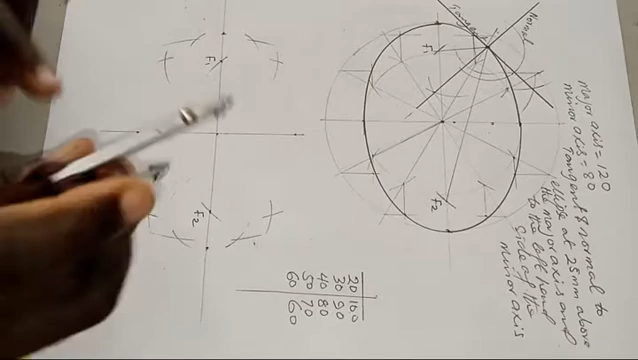 major axis = 120
minor axis = 80
Tangent & normal to
ellipse at 25mm above
the major axis and
to the left hand
side of the
minor axis
Tangent
Normal
F1
F2
F1
F2
20 100
30 90
40 80
50 70
60 60